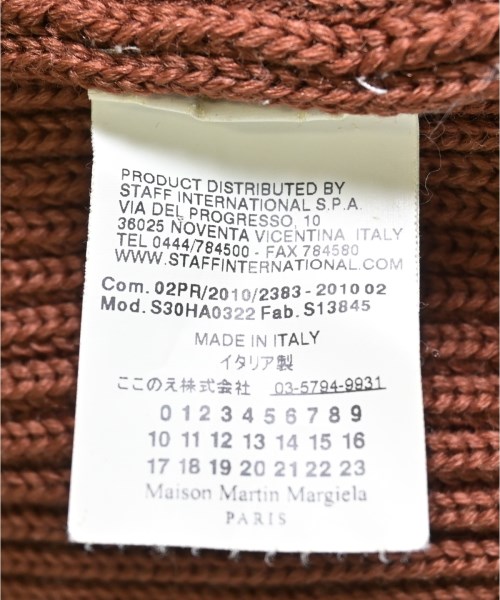 PRODUCT DISTRIBUTED BY
STAFF INTERNATIONAL S.P.A.
VIA DEL PROGRESSO, 10
36025 NOVENTA VICENTINA ITALY
TEL 0444/784500 - FAX 784580
WWW.STAFFINTERNATIONAL.COM
Com. 02PR/2010/2383 - 2010 02
Mod. S30HA0322 Fab. S13845
MADE IN ITALY
イタリア製
ここのえ株式会社 03-5794-9931
0 1 2 3 4 5 6 7 8 9
10 11 12 13 14 15 16
17 18 19 20 21 22 23
Maison Martin Margiela
PARIS